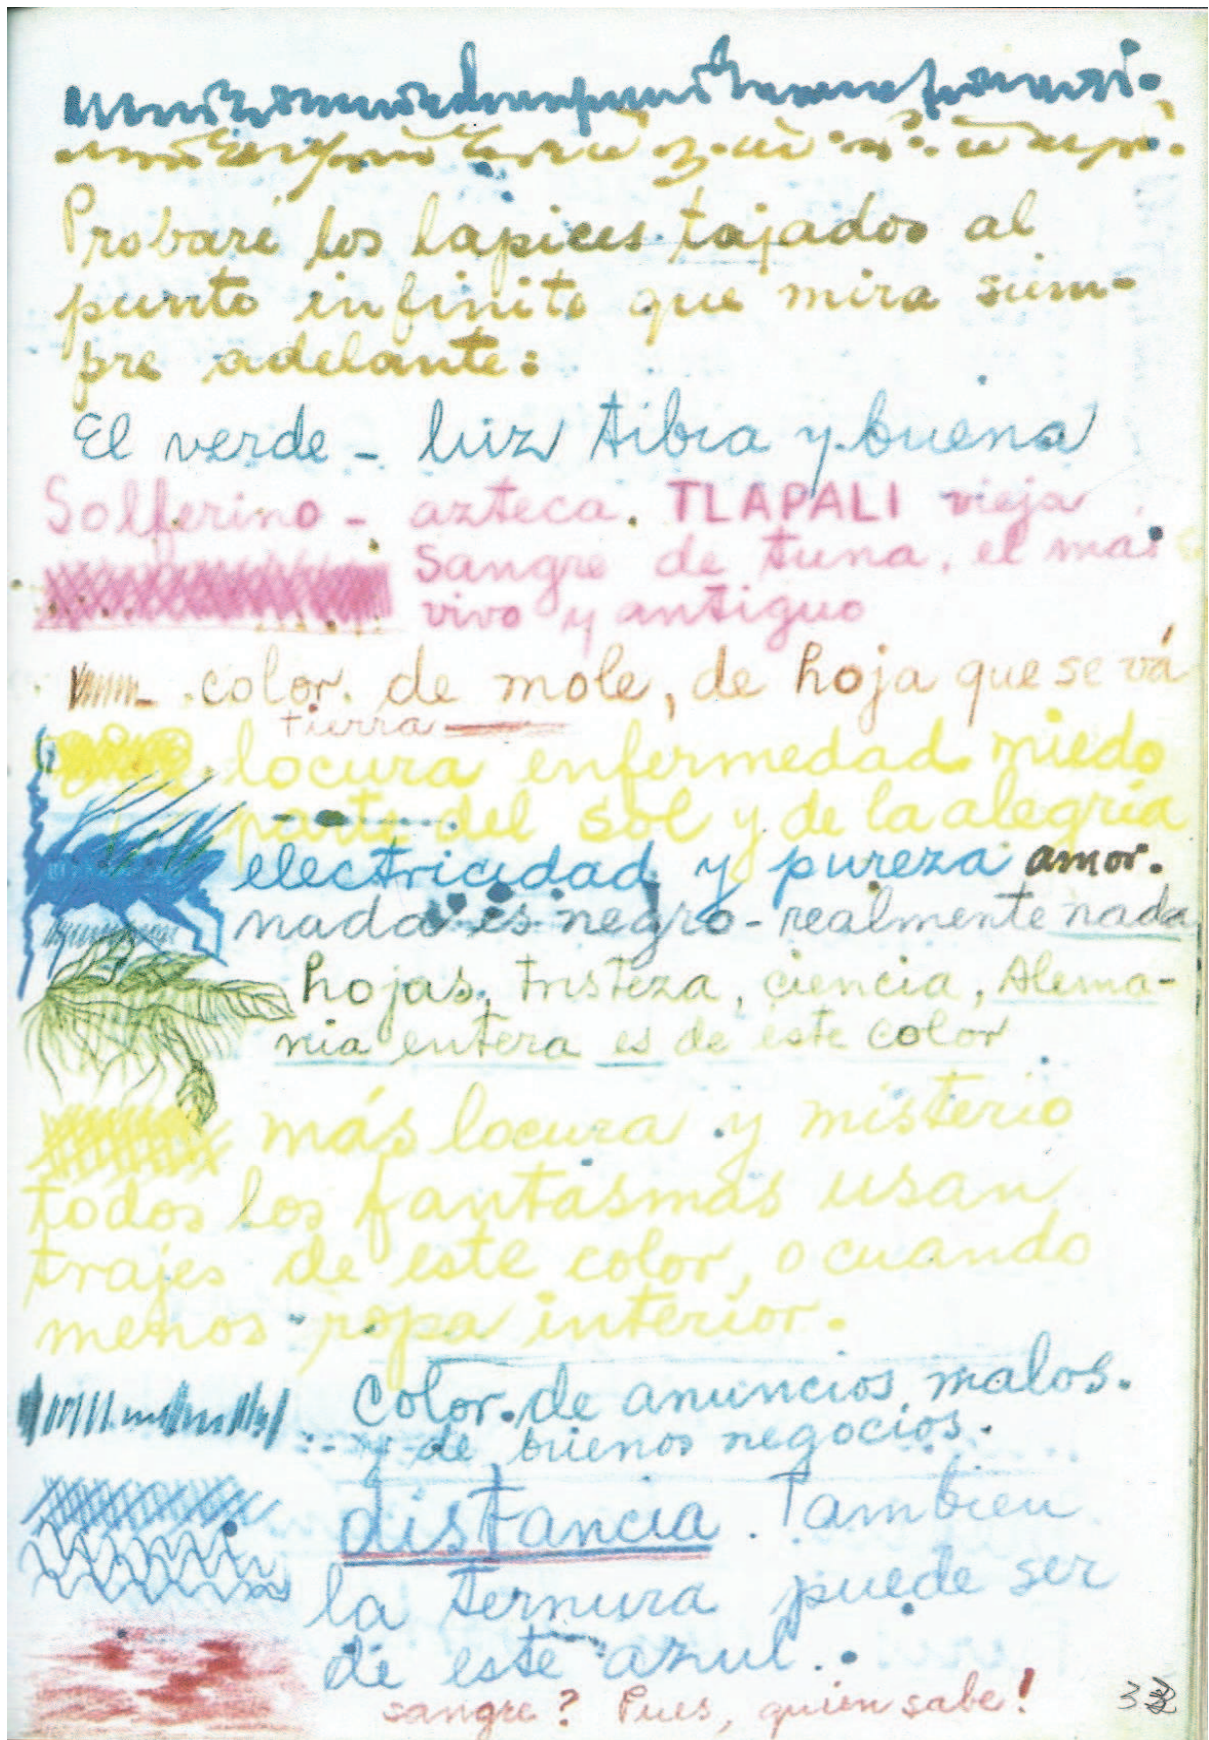 Probaré los lapices tajados al
punto infinito que mira siem-
pre adelante:
El verde - luz tibia y buena
Solferino - azteca. TLAPALI vieja
sangre de tuna, el mas
vivo y antiguo
color de mole, de hoja que se vá
tierra
locura enfermedad miedo
parte del sol y de la alegria
electricidad y pureza amor.
nada es negro - realmente nada
hojas, tristeza, ciencia, Alema-
nia entera es de este color
más locura y misterio
todos los fantasmas usan
trajes de este color, o cuando
menos ropa interior.
Color de anuncios malos.
y de buenos negocios.
distancia. Tambien
la ternura puede ser
de este azul.
sangre? Pues, quien sabe!